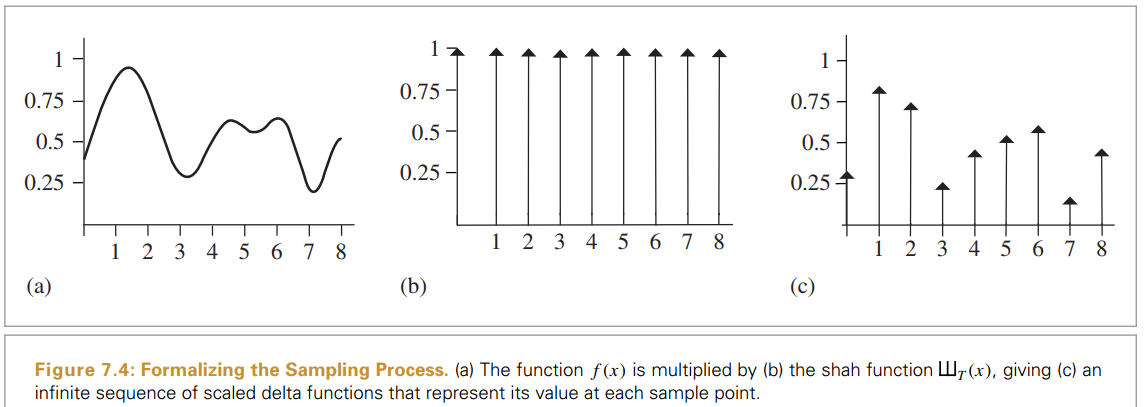 1
0.75
0.5
0.25
1 2 3 4 5 6 7 8
(a)
1
0.75
0.5
0.25
1 2 3 4 5 6 7 8
(b)
1
0.75
0.5
0.25
1 2 3 4 5 6 7 8
(c)
Figure 7.4: Formalizing the Sampling Process. (a) The function f(x) is multiplied by (b) the shah function Ш_T(x), giving (c) an
infinite sequence of scaled delta functions that represent its value at each sample point.